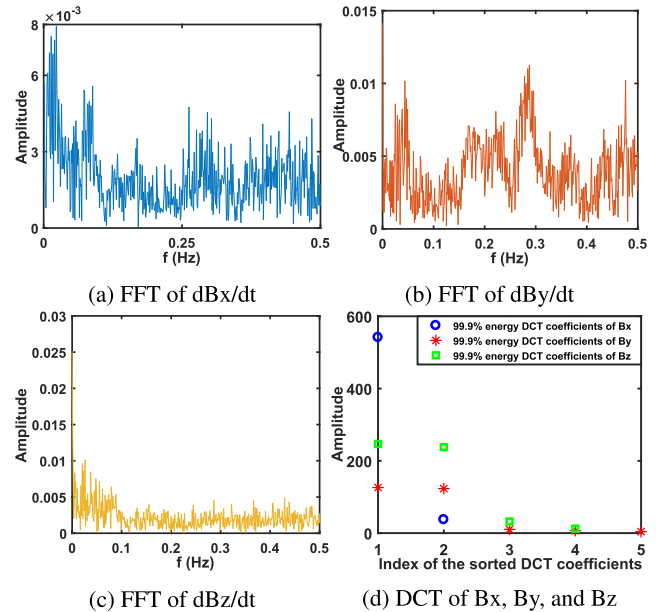 ×10⁻³
8
6
3
0
0
0.25
0.5
Amplitude
f (Hz)
(a) FFT of dBx/dt
0.015
0.01
0.005
0
0
0.1
0.2
0.3
0.4
0.5
Amplitude
f (Hz)
(b) FFT of dBy/dt
0.03
0.025
0.02
0.015
0.01
0.005
0
0
0.1
0.2
0.3
0.4
0.5
Amplitude
f (Hz)
(c) FFT of dBz/dt
600
400
200
0
1
2
3
4
5
Amplitude
99.9% energy DCT coefficients of Bx
99.9% energy DCT coefficients of By
99.9% energy DCT coefficients of Bz
Index of the sorted DCT coefficients
(d) DCT of Bx, By, and Bz